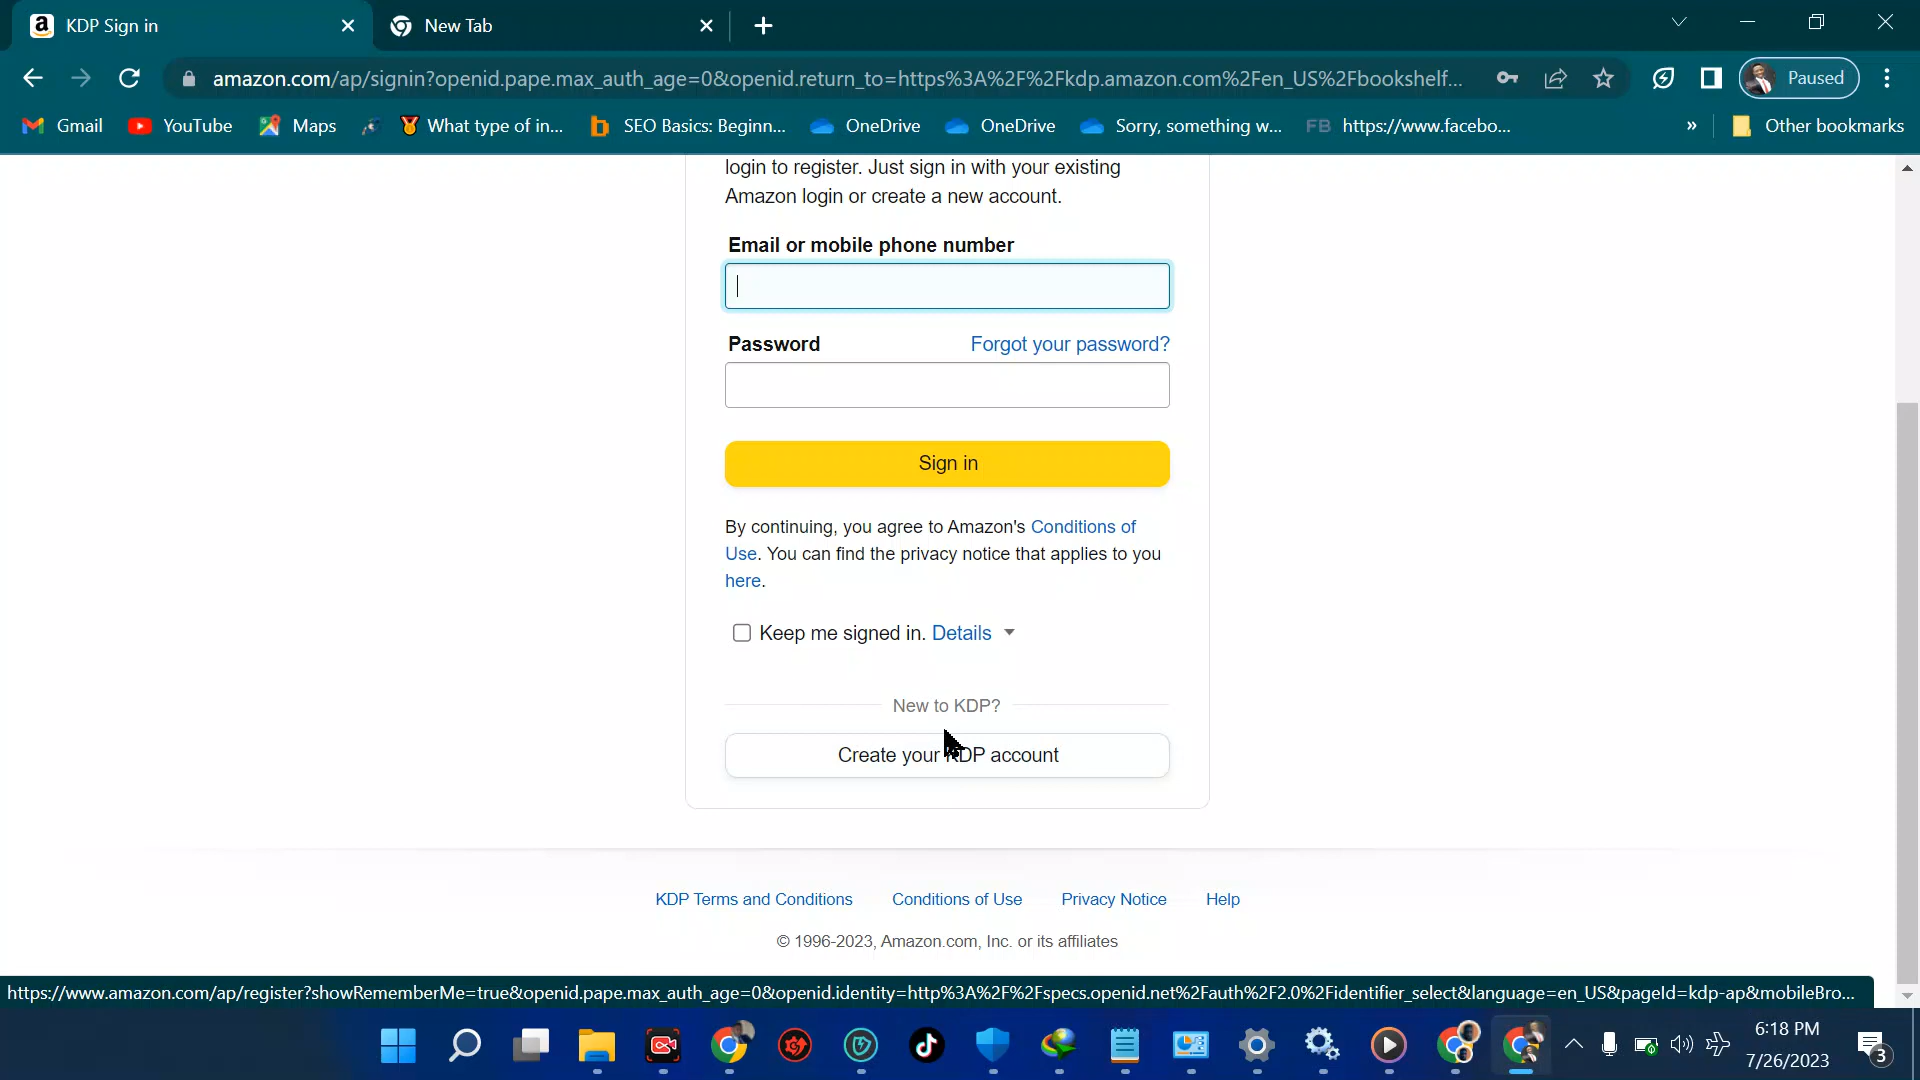 KDP Sign in
New Tab
amazon.com/ap/signin?openid.pape.max_auth_age=0&openid.return_to=https%3A%2F%2Fkdp.amazon.com%2Fen_US%2Fbookshelf...
Paused
Gmail
YouTube
Maps
What type of in...
SEO Basics: Beginn...
OneDrive
OneDrive
Sorry, something w...
FB https://www.facebo...
»
Other bookmarks
login to register. Just sign in with your existing
Amazon login or create a new account.
Email or mobile phone number
Password
Forgot your password?
Sign in
By continuing, you agree to Amazon's Conditions of
Use. You can find the privacy notice that applies to you
here.
Keep me signed in. Details
New to KDP?
Create your KDP account
KDP Terms and Conditions
Conditions of Use
Privacy Notice
Help
© 1996-2023, Amazon.com, Inc. or its affiliates
https://www.amazon.com/ap/register?showRememberMe=true&openid.pape.max_auth_age=0&openid.identity=http%3A%2F%2Fspecs.openid.net%2Fauth%2F2.0%2Fidentifier_select&language=en_US&pageId=kdp-ap&mobileBro...
6:18 PM
7/26/2023
3